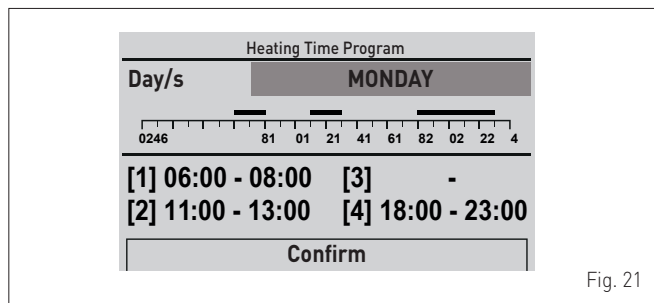 Heating Time Program
Day/s MONDAY
0246 81 01 21 41 61 82 02 22 4
[1] 06:00 - 08:00 [3] -
[2] 11:00 - 13:00 [4] 18:00 - 23:00
Confirm
Fig. 21